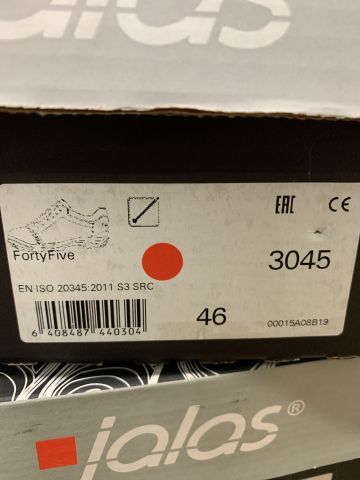 jalas
EAC CE
FortyFive
3045
EN ISO 20345:2011 S3 SRC
6 408487 440304
46
00015A08B19
jalas®